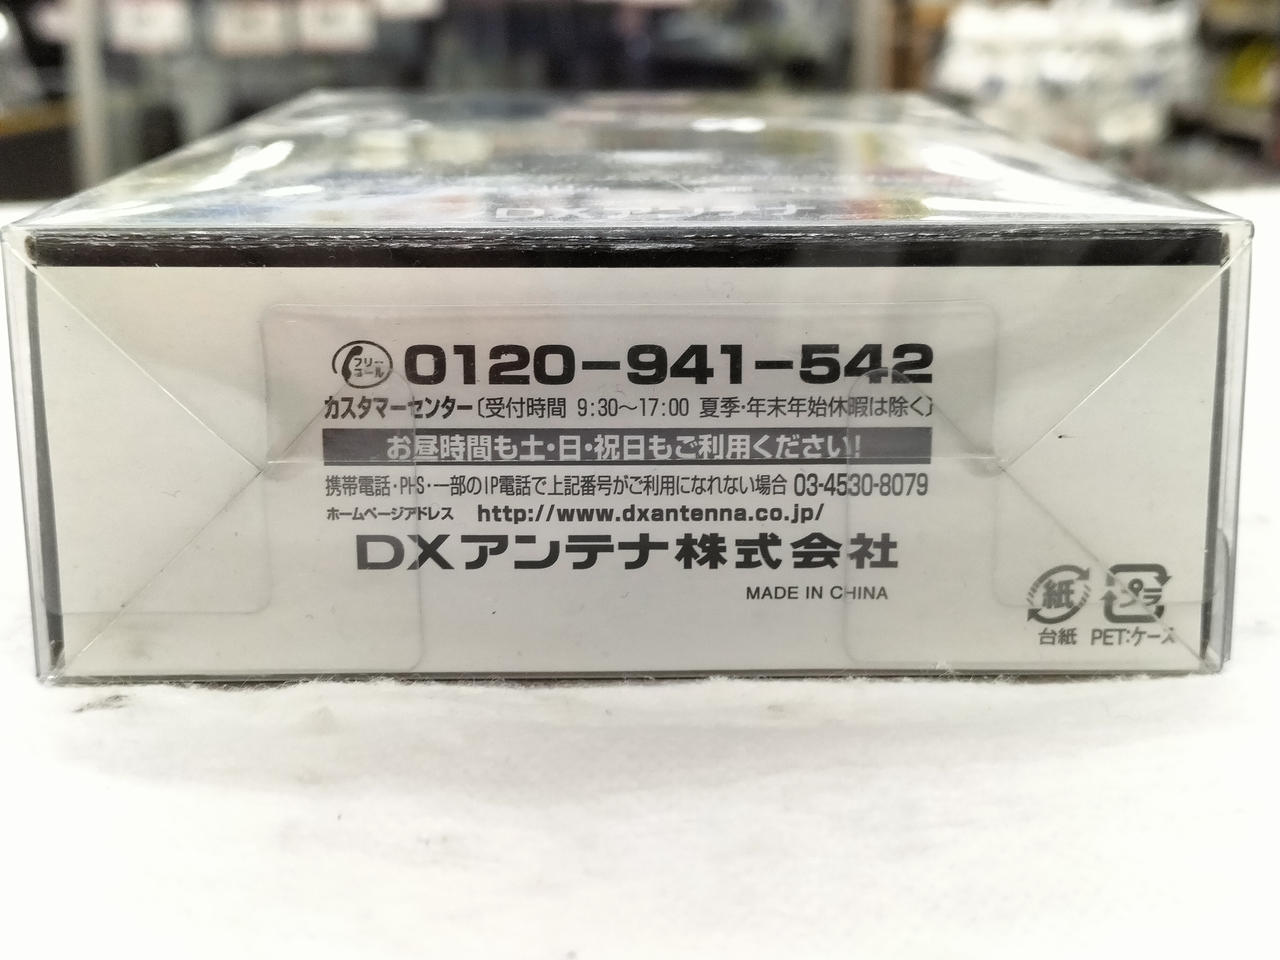 DXアンテナ
フリーコール 0120-941-542
カスタマーセンター〔受付時間 9:30〜17:00 夏季・年末年始休暇は除く〕
お昼時間も土・日・祝日もご利用ください!
携帯電話・PHS・一部のIP電話で上記番号がご利用になれない場合 03-4530-8079
ホームページアドレス http://www.dxantenna.co.jp/
DXアンテナ株式会社
MADE IN CHINA
紙 プラ
台紙 PET:ケース